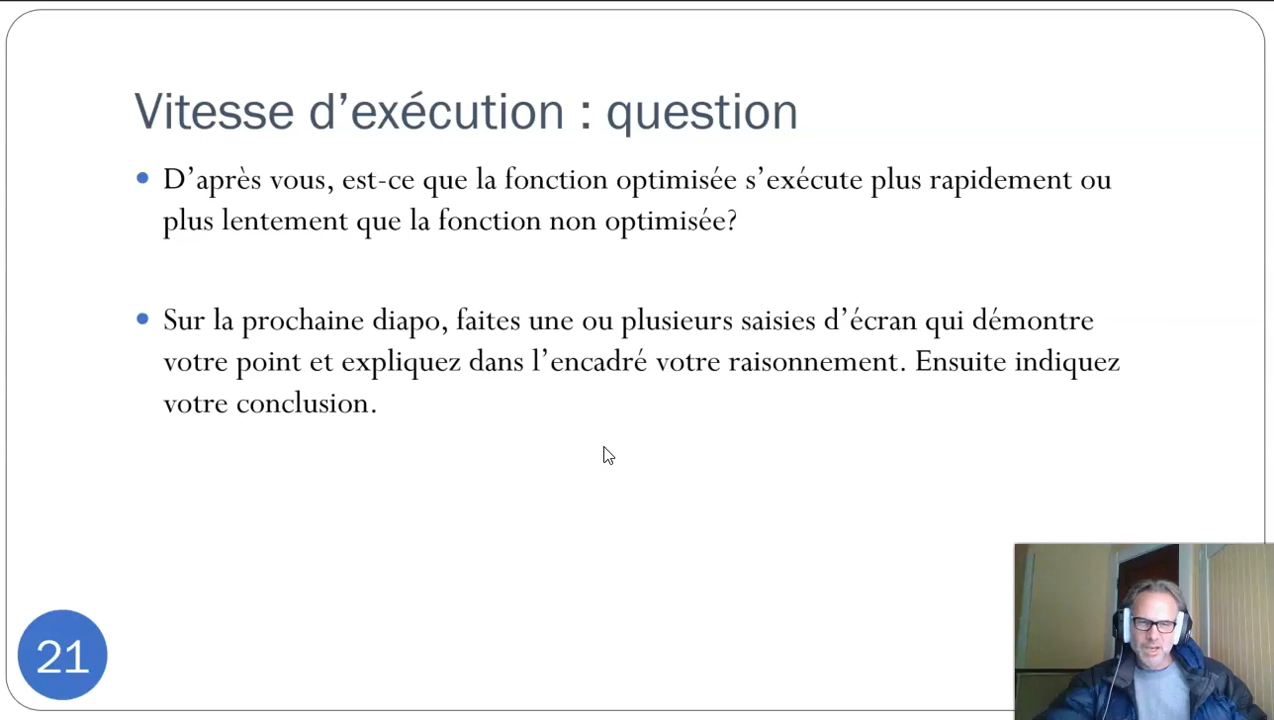 Vitesse d’exécution : question
D’après vous, est-ce que la fonction optimisée s’exécute plus rapidement ou
plus lentement que la fonction non optimisée?
Sur la prochaine diapo, faites une ou plusieurs saisies d’écran qui démontre
votre point et expliquez dans l’encadré votre raisonnement. Ensuite indiquez
votre conclusion.
21